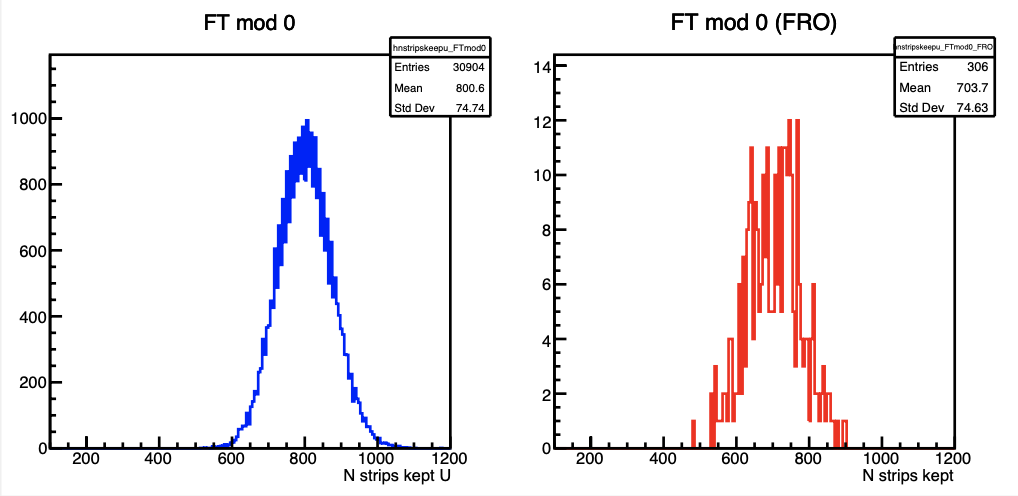 FT mod 0
hnstripskeepu_FTmod0
Entries 30904
Mean 800.6
Std Dev 74.74
1000
800
600
400
200
0
200 400 600 800 1000 1200
N strips kept U
FT mod 0 (FRO)
hnstripskeepu_FTmod0_FRO
Entries 306
Mean 703.7
Std Dev 74.63
14
12
10
8
6
4
2
0
200 400 600 800 1000 1200
N strips kept